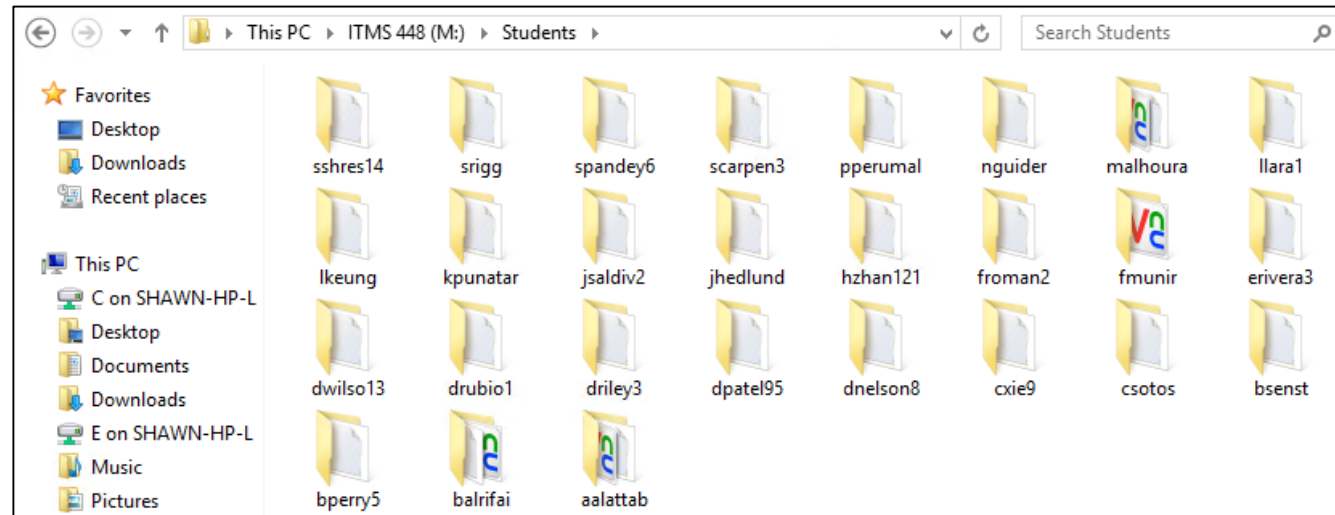 This PC ITMS 448 (M:) Students Search Students
Favorites
Desktop
Downloads
Recent places
This PC
C on SHAWN-HP-L
Desktop
Documents
Downloads
E on SHAWN-HP-L
Music
Pictures
sshres14 srigg spandey6 scarpen3 pperumal nguider malhoura llara1
lkeung kpunatar jsaldiv2 jhedlund hzhan121 froman2 fmunir erivera3
dwilso13 drubio1 driley3 dpatel95 dnelson8 cxie9 csotos bsenst
bperry5 balrifai aalattab